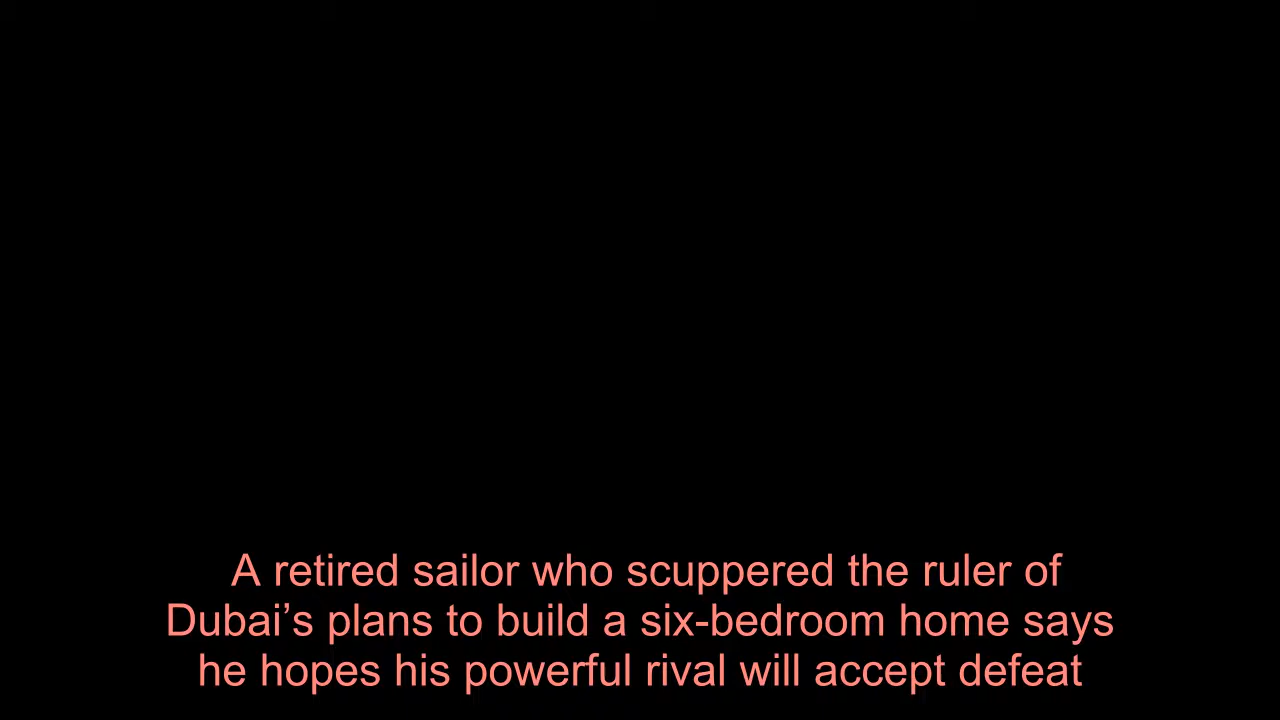 A retired sailor who scuppered the ruler of
Dubai’s plans to build a six-bedroom home says
he hopes his powerful rival will accept defeat